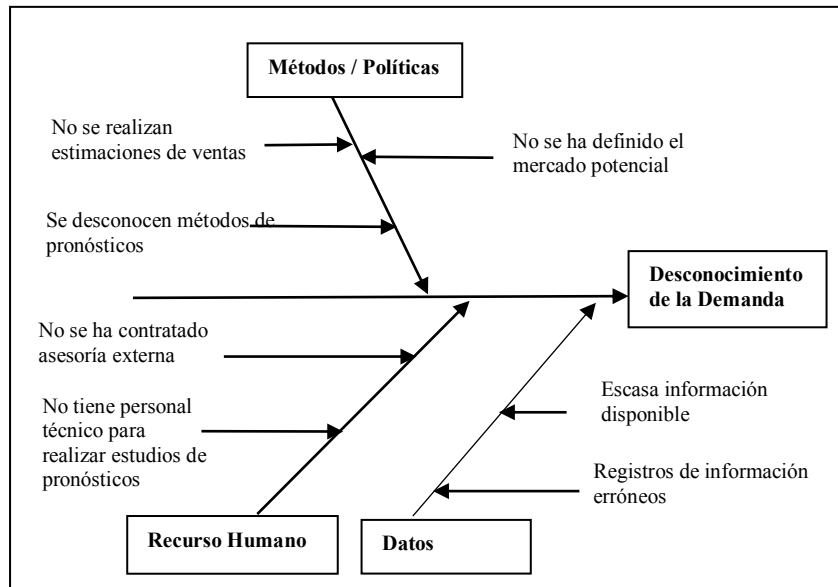 Métodos / Políticas
No se realizan
estimaciones de ventas
No se ha definido el
mercado potencial
Se desconocen métodos de
pronósticos
Desconocimiento
de la Demanda
No se ha contratado
asesoría externa
No tiene personal
técnico para
realizar estudios de
pronósticos
Escasa información
disponible
Registros de información
erróneos
Recurso Humano
Datos